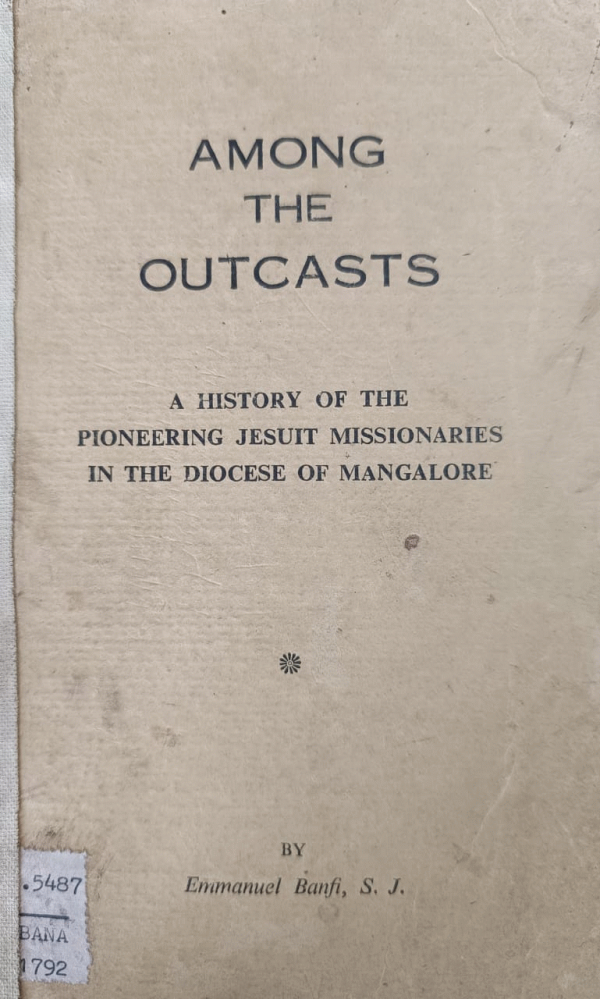 AMONG
THE
OUTCASTS
A HISTORY OF THE
PIONEERING JESUIT MISSIONARIES
IN THE DIOCESE OF MANGALORE
BY
Emmanuel Banfi, S. J.
.5487
BANA
1792